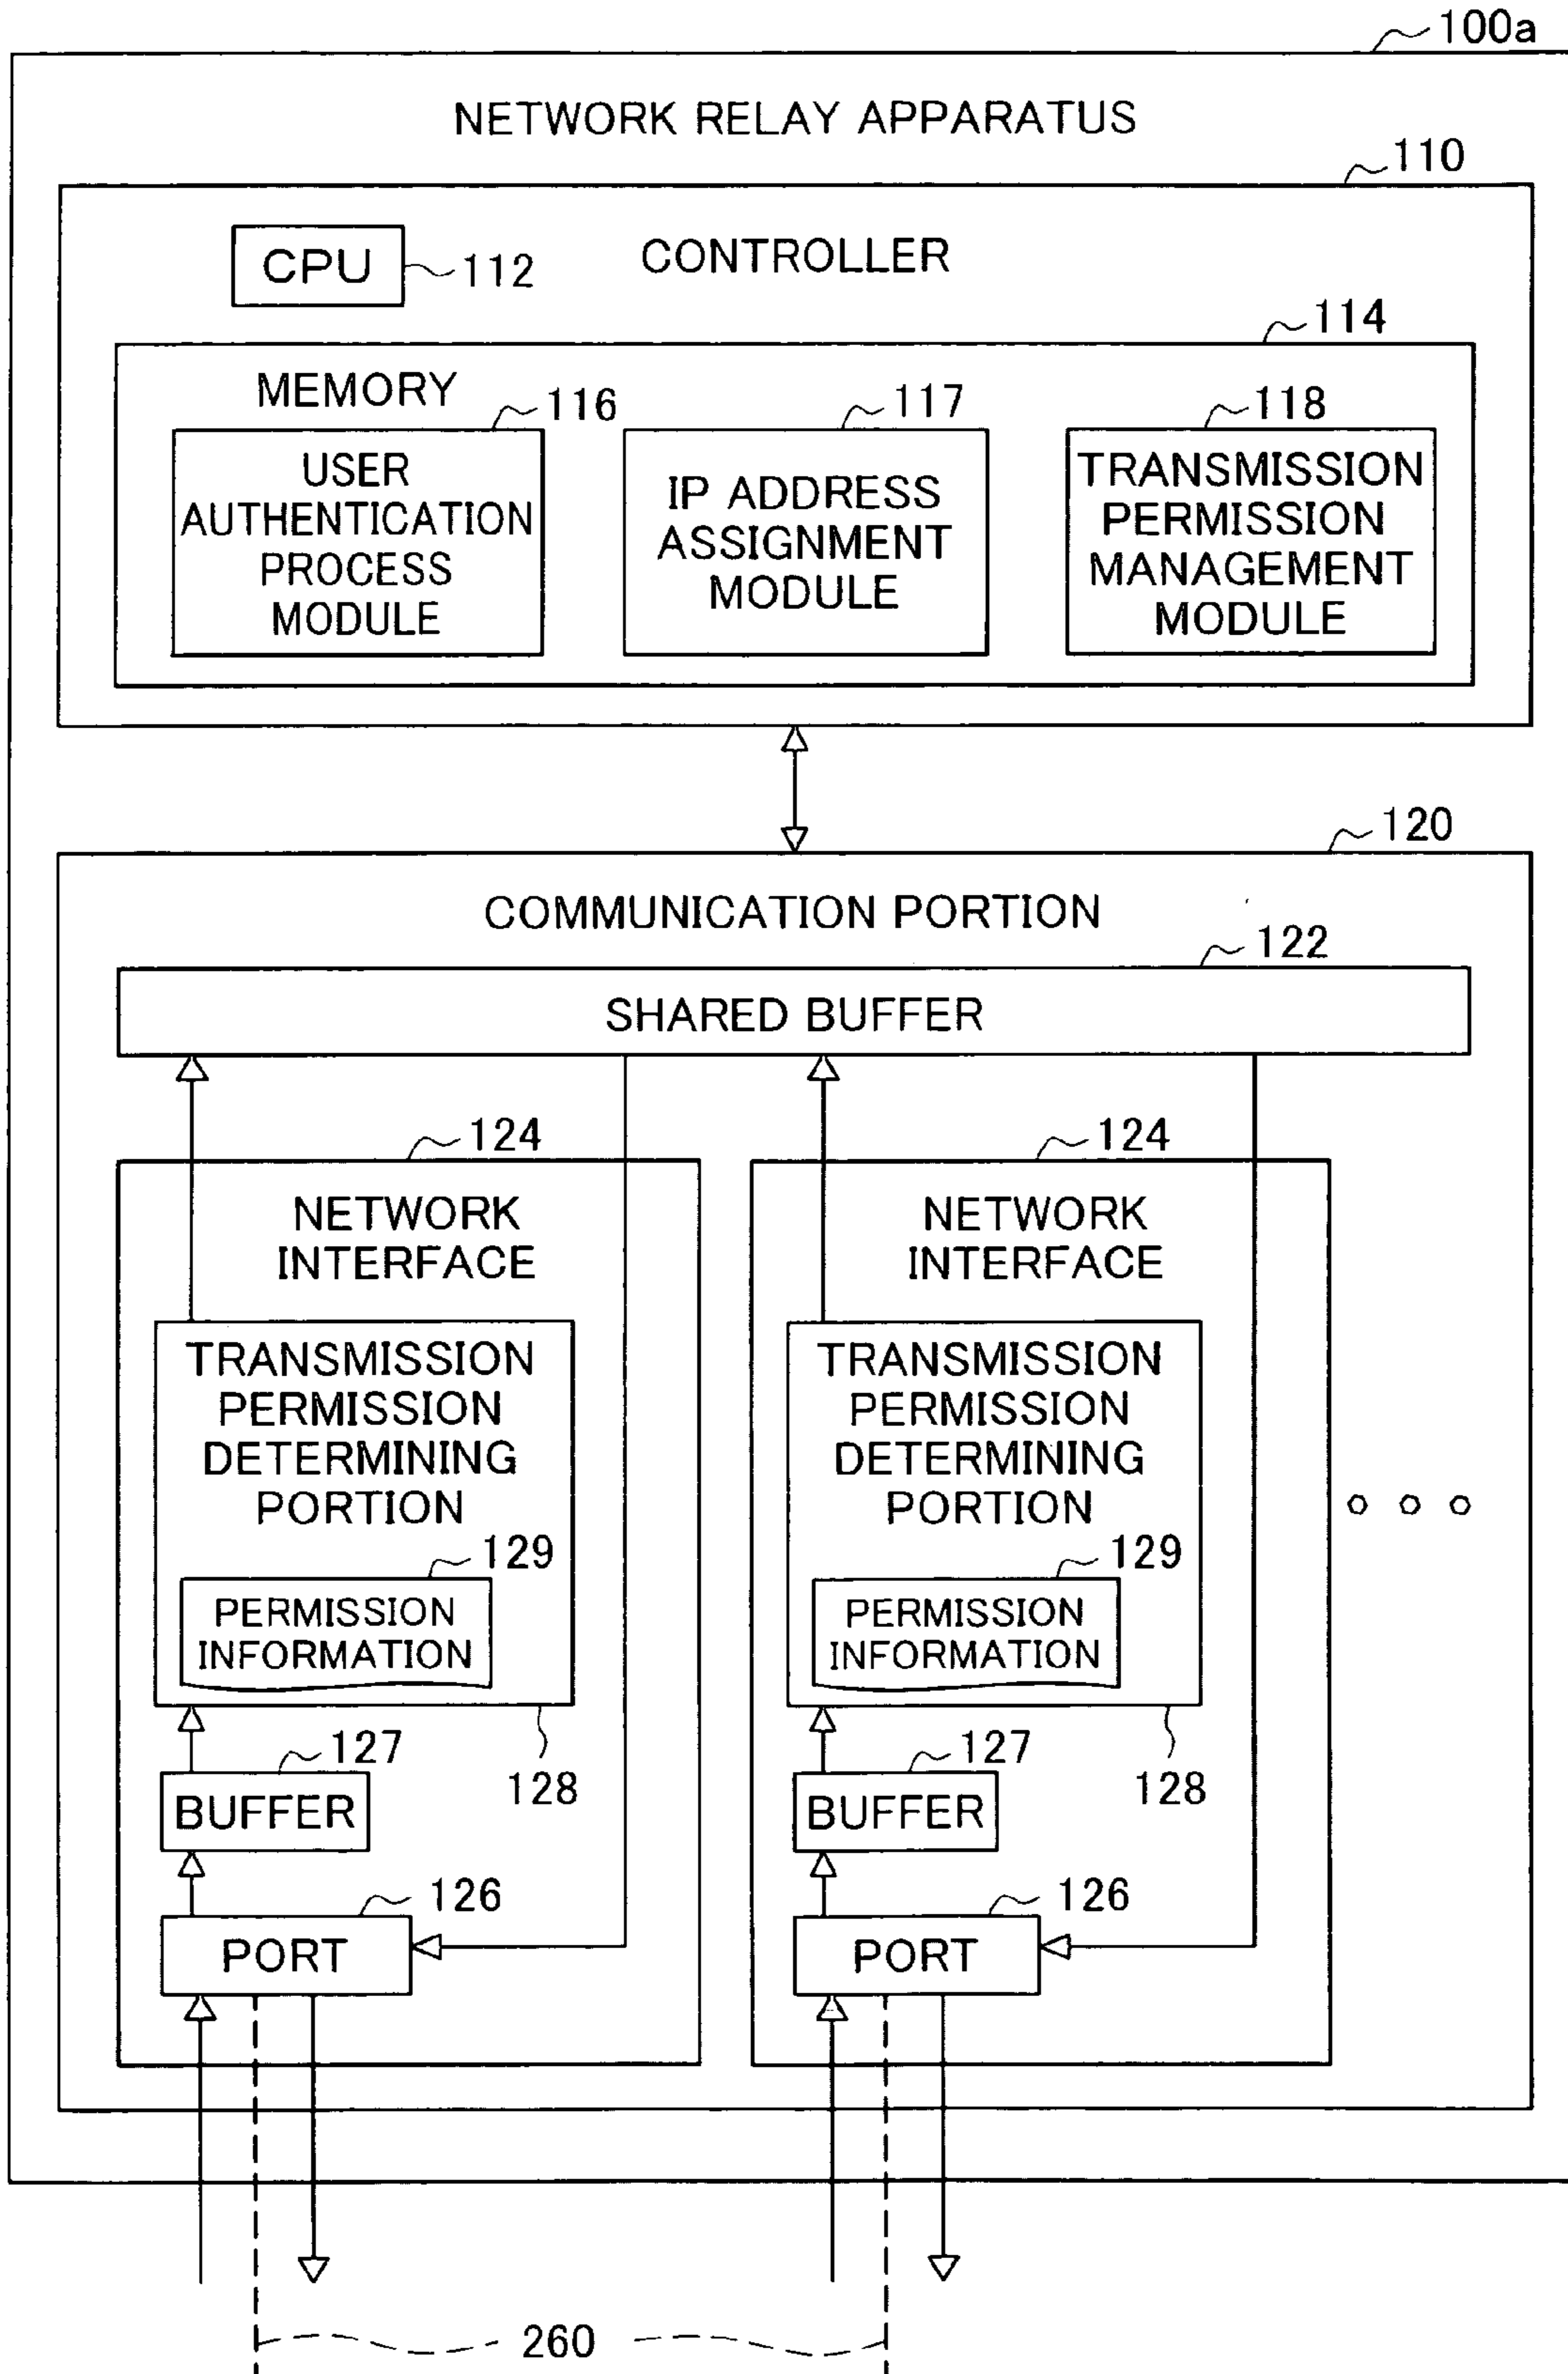 100a
NETWORK RELAY APPARATUS
110
CPU
112
CONTROLLER
114
MEMORY
116
117
118
USER
AUTHENTICATION
PROCESS
MODULE
IP ADDRESS
ASSIGNMENT
MODULE
TRANSMISSION
PERMISSION
MANAGEMENT
MODULE
120
COMMUNICATION PORTION
122
SHARED BUFFER
124
NETWORK
INTERFACE
TRANSMISSION
PERMISSION
DETERMINING
PORTION
129
PERMISSION
INFORMATION
127
128
BUFFER
126
PORT
124
NETWORK
INTERFACE
TRANSMISSION
PERMISSION
DETERMINING
PORTION
129
PERMISSION
INFORMATION
127
128
BUFFER
126
PORT
260